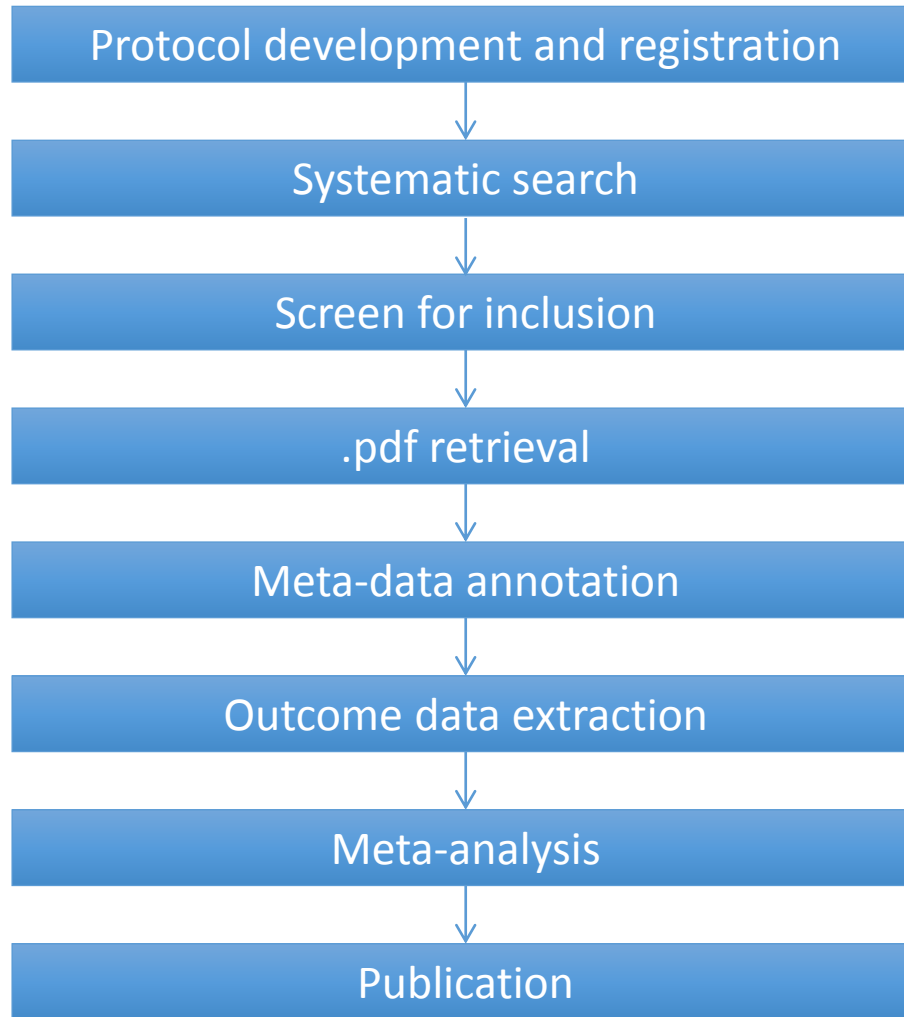 Protocol development and registration
Systematic search
Screen for inclusion
.pdf retrieval
Meta-data annotation
Outcome data extraction
Meta-analysis
Publication